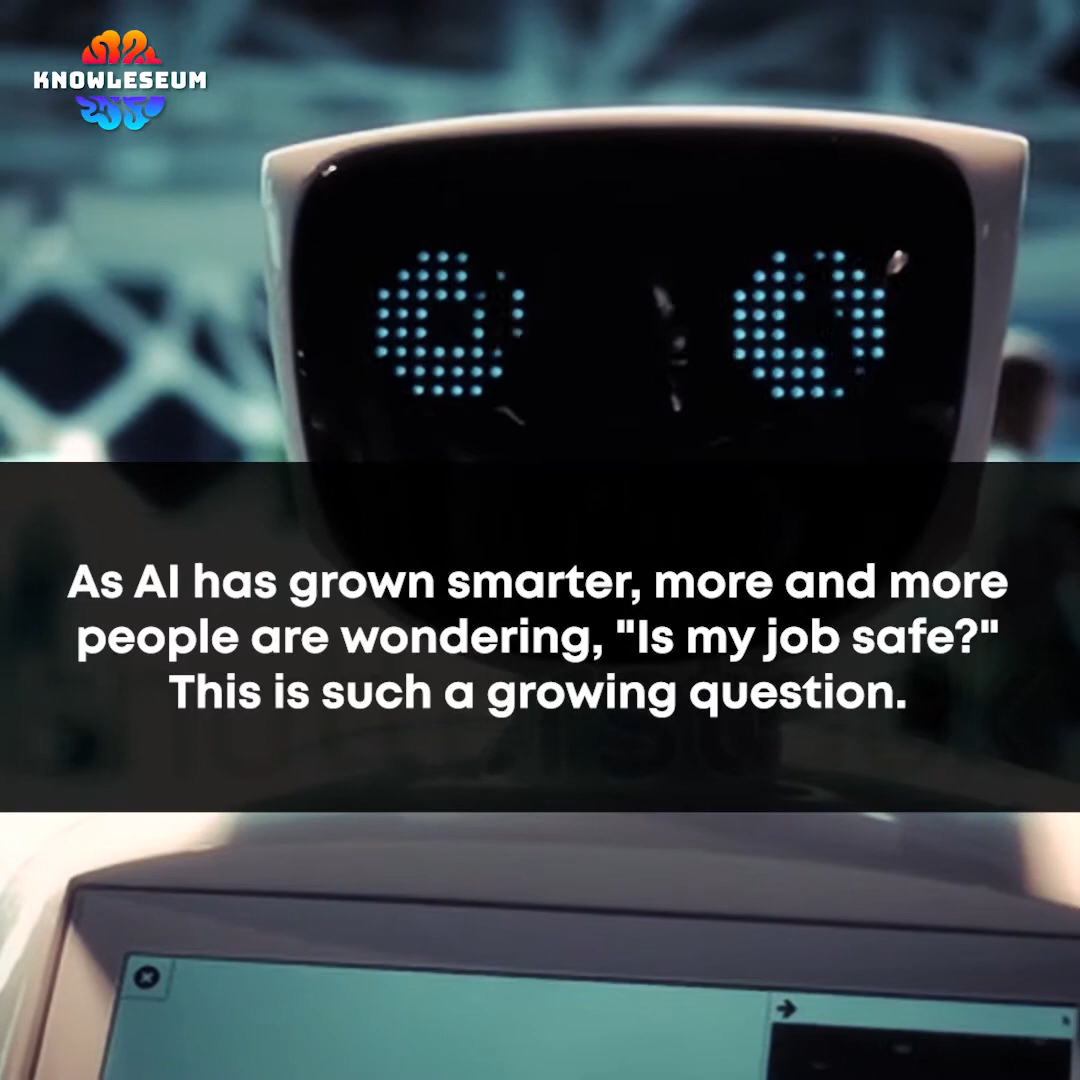 KNOWLESEUM
As AI has grown smarter, more and more
people are wondering, "Is my job safe?"
This is such a growing question.